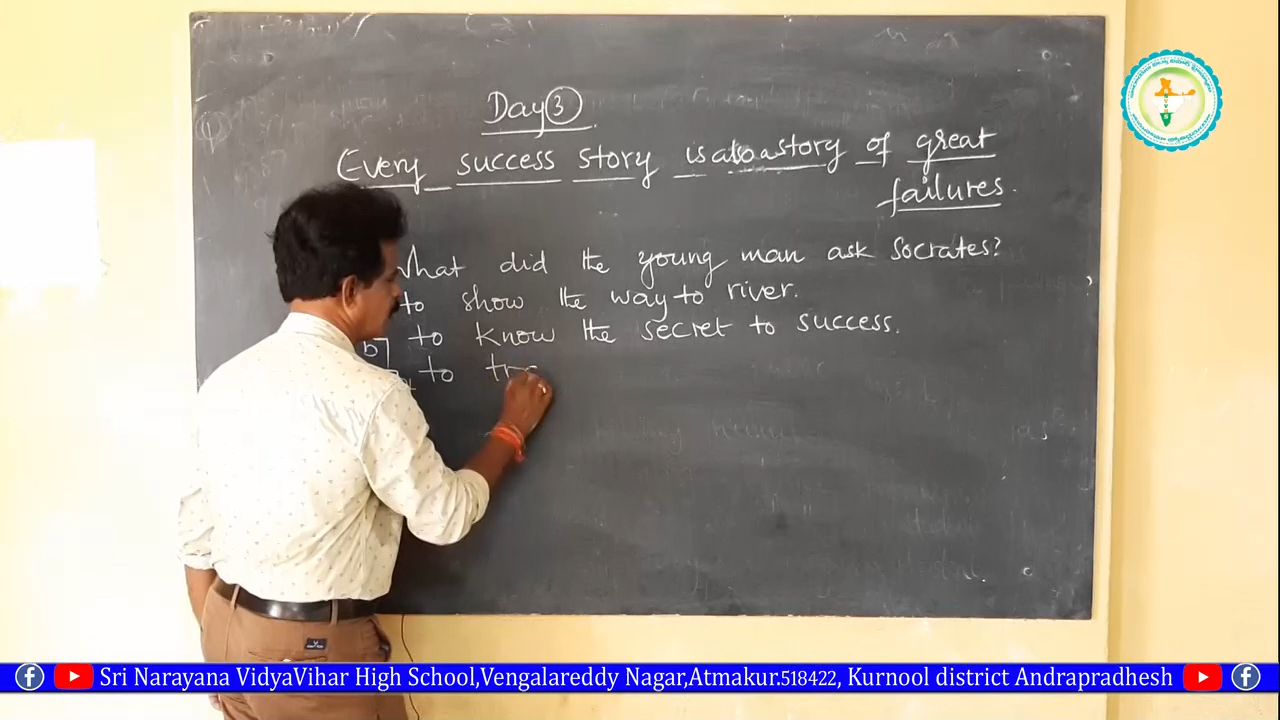 Day 3
Every success story is also a story of great
failures.
What did the young man ask Socrates?
to show the way to river.
b] to know the secret to success.
to
Sri Narayana VidyaVihar High School,Vengalareddy Nagar,Atmakur.518422, Kurnool district Andrapradhesh